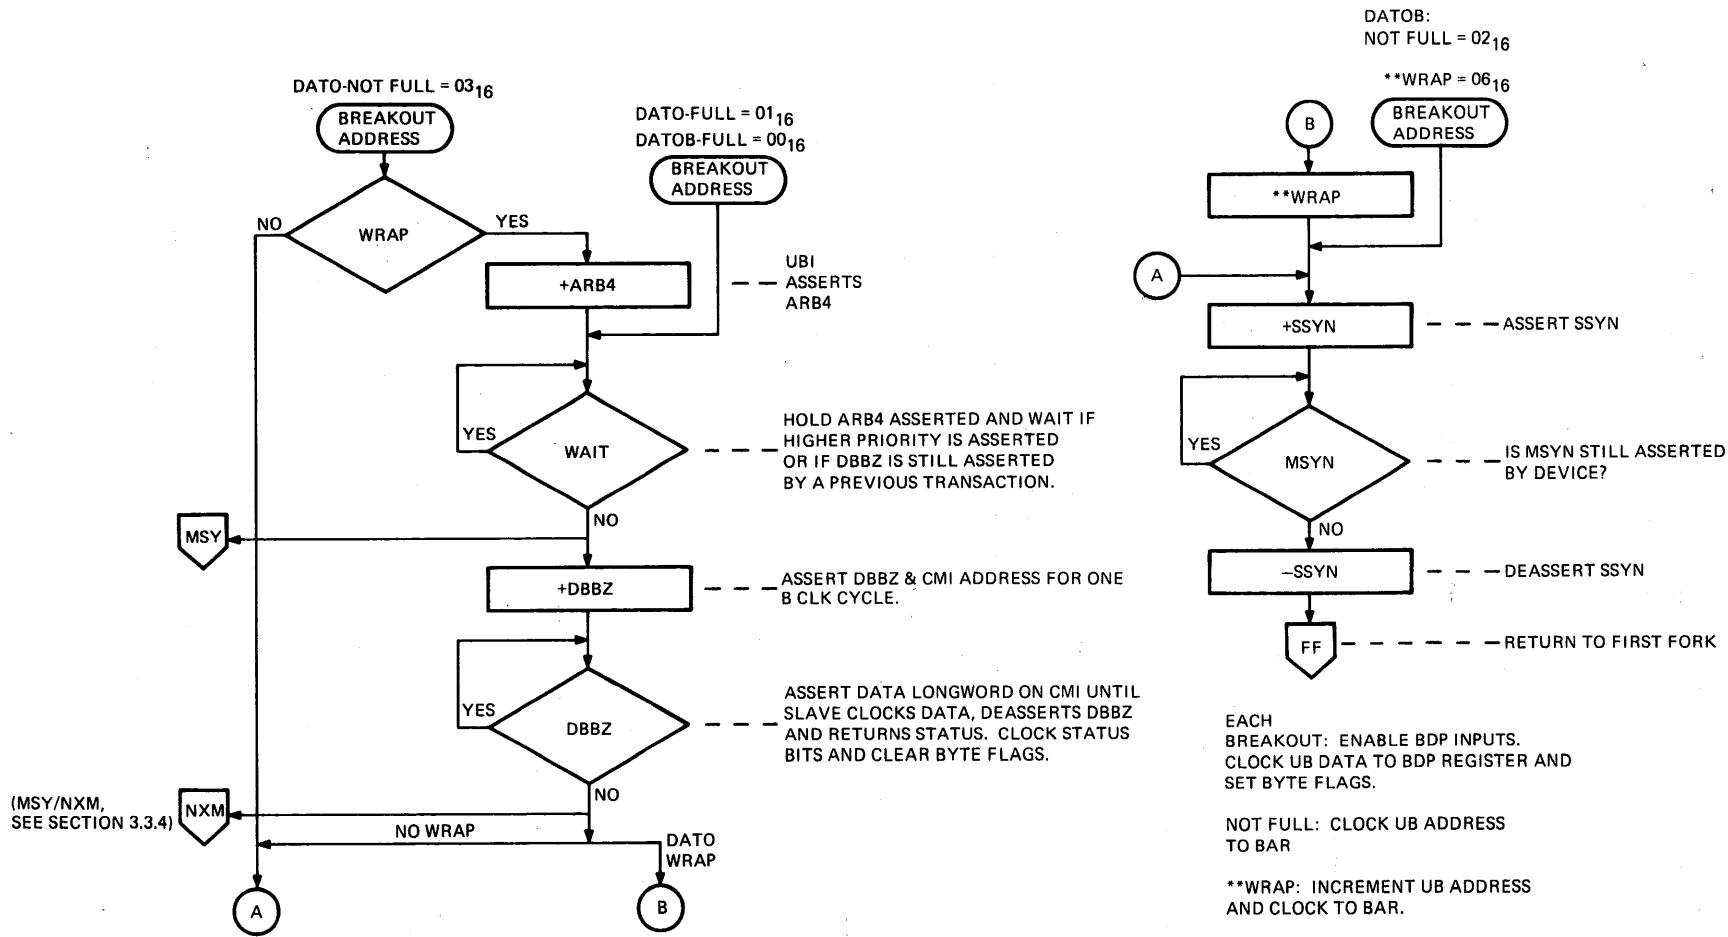 DATO-NOT FULL = 03₁₆
BREAKOUT
ADDRESS
WRAP
NO
YES
+ARB4
UBI
ASSERTS
ARB4
DATO-FULL = 01₁₆
DATOB-FULL = 00₁₆
BREAKOUT
ADDRESS
YES
WAIT
NO
HOLD ARB4 ASSERTED AND WAIT IF
HIGHER PRIORITY IS ASSERTED
OR IF DBBZ IS STILL ASSERTED
BY A PREVIOUS TRANSACTION.
MSY
+DBBZ
ASSERT DBBZ & CMI ADDRESS FOR ONE
B CLK CYCLE.
YES
DBBZ
NO
ASSERT DATA LONGWORD ON CMI UNTIL
SLAVE CLOCKS DATA, DEASSERTS DBBZ
AND RETURNS STATUS. CLOCK STATUS
BITS AND CLEAR BYTE FLAGS.
(MSY/NXM,
SEE SECTION 3.3.4)
NXM
NO WRAP
DATO
WRAP
A
B
DATOB:
NOT FULL = 02₁₆
**WRAP = 06₁₆
BREAKOUT
ADDRESS
B
**WRAP
A
+SSYN
ASSERT SSYN
YES
MSYN
NO
IS MSYN STILL ASSERTED
BY DEVICE?
−SSYN
DEASSERT SSYN
FF
RETURN TO FIRST FORK
EACH
BREAKOUT: ENABLE BDP INPUTS.
CLOCK UB DATA TO BDP REGISTER AND
SET BYTE FLAGS.
NOT FULL: CLOCK UB ADDRESS
TO BAR
**WRAP: INCREMENT UB ADDRESS
AND CLOCK TO BAR.